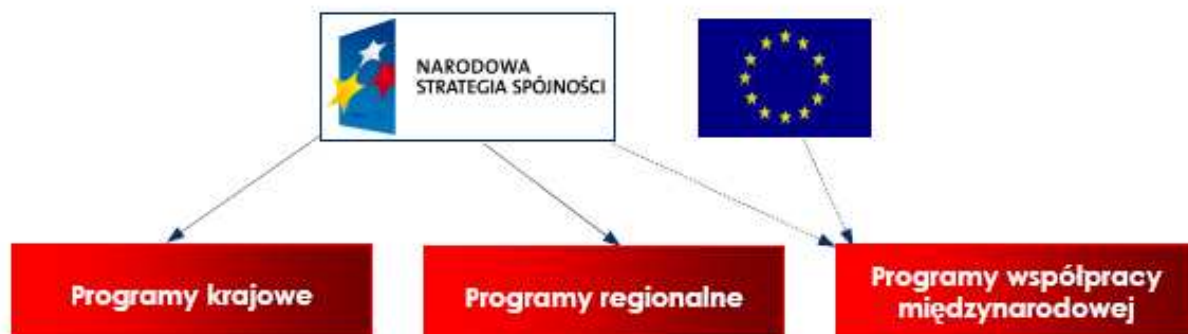 NARODOWA
STRATEGIA SPÓJNOŚCI
Programy krajowe
Programy regionalne
Programy współpracy
międzynarodowej